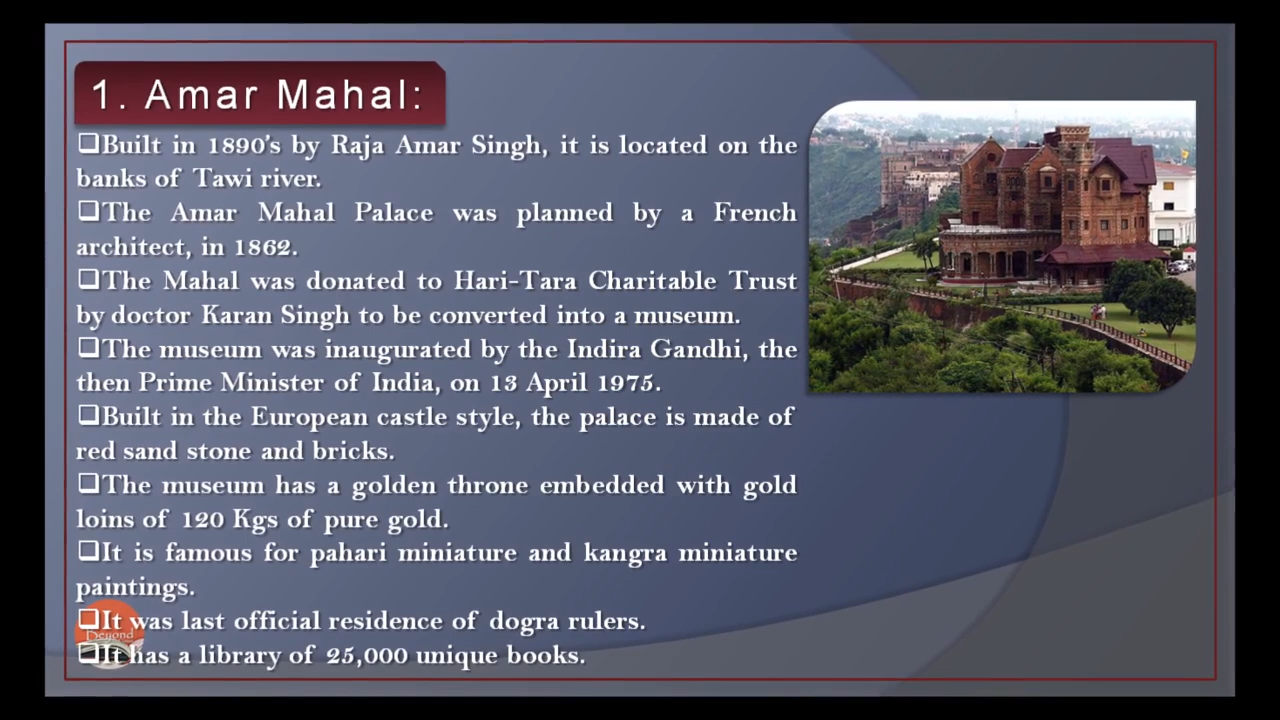 1. Amar Mahal:
❑Built in 1890's by Raja Amar Singh, it is located on the
banks of Tawi river.
❑The Amar Mahal Palace was planned by a French
architect, in 1862.
❑The Mahal was donated to Hari-Tara Charitable Trust
by doctor Karan Singh to be converted into a museum.
❑The museum was inaugurated by the Indira Gandhi, the
then Prime Minister of India, on 13 April 1975.
❑Built in the European castle style, the palace is made of
red sand stone and bricks.
❑The museum has a golden throne embedded with gold
loins of 120 Kgs of pure gold.
❑It is famous for pahari miniature and kangra miniature
paintings.
❑It was last official residence of dogra rulers.
Beyond
❑It has a library of 25,000 unique books.